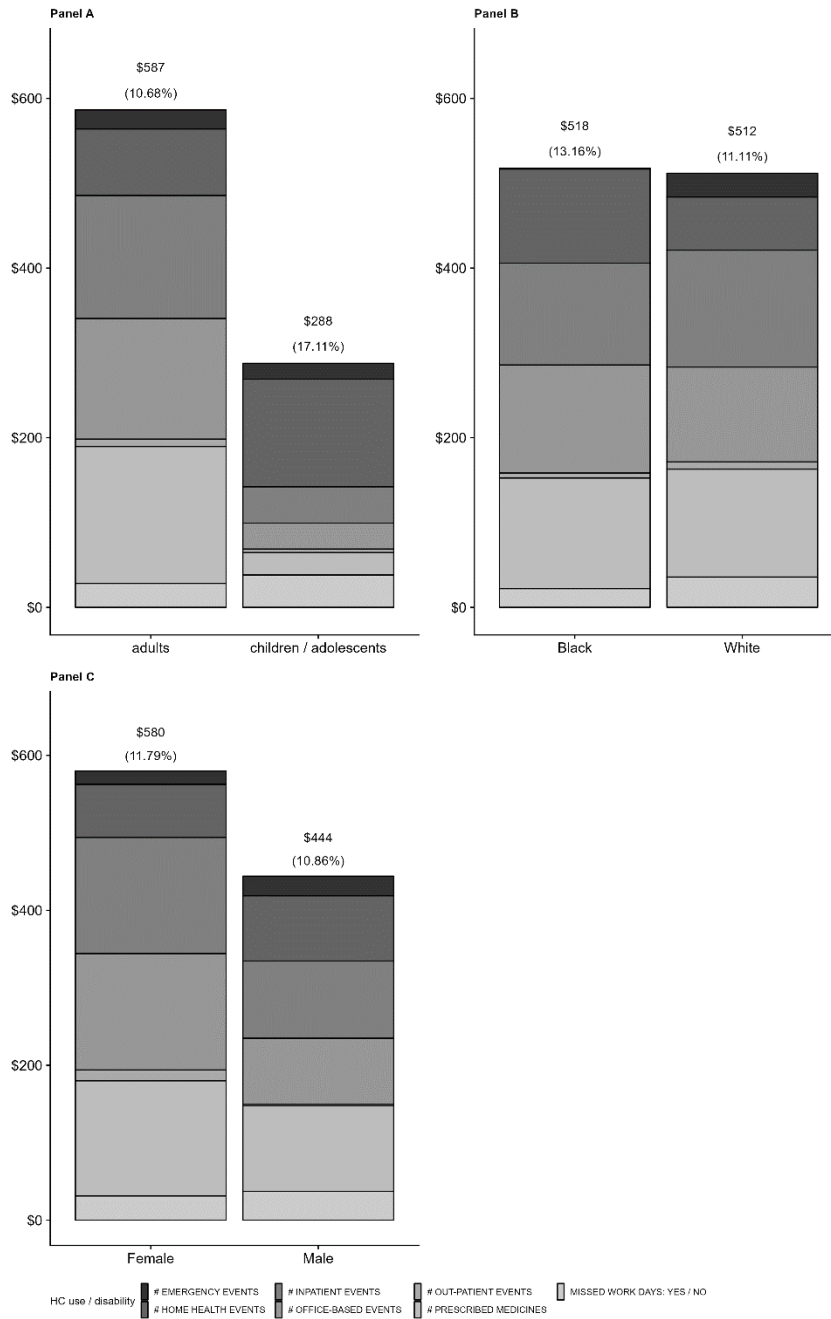 Panel A
$587
(10.68%)
$600
$288
(17.11%)
$400
$200
$0
adults
children / adolescents
Panel B
$600
$518
(13.16%)
$512
(11.11%)
$400
$200
$0
Black
White
Panel C
$580
(11.79%)
$600
$444
(10.86%)
$400
$200
$0
Female
Male
HC use / disability
# EMERGENCY EVENTS
# INPATIENT EVENTS
# OUT-PATIENT EVENTS
MISSED WORK DAYS: YES / NO
# HOME HEALTH EVENTS
# OFFICE-BASED EVENTS
# PRESCRIBED MEDICINES